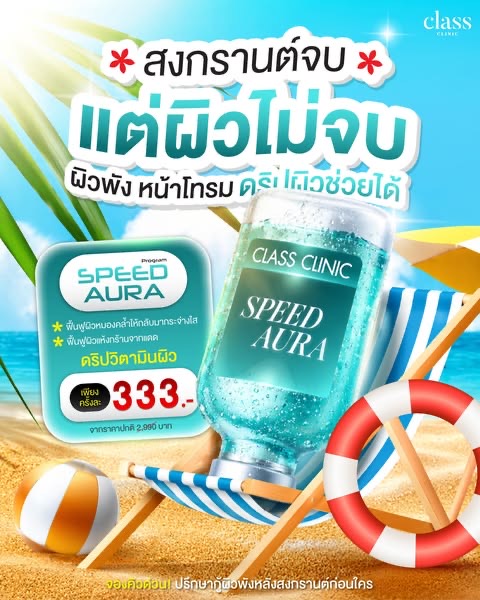 class
CLINIC
สงกรานต์จบ
แต่ผิวไม่จบ
ผิวพัง หน้าโทรม ดริปผิวช่วยได้
Program
SPEED
AURA
ฟื้นฟูผิวหมองคล้ำให้กลับมากระจ่างใส
ฟื้นฟูผิวแห้งกร้านจากแดด
ดริปวิตามินผิว
เพียง
ครั้งละ
333.-
จากราคาปกติ 2,990 บาท
CLASS CLINIC
SPEED
AURA
จองคิวด่วน! ปรึกษากู้ผิวพังหลังสงกรานต์ก่อนใคร